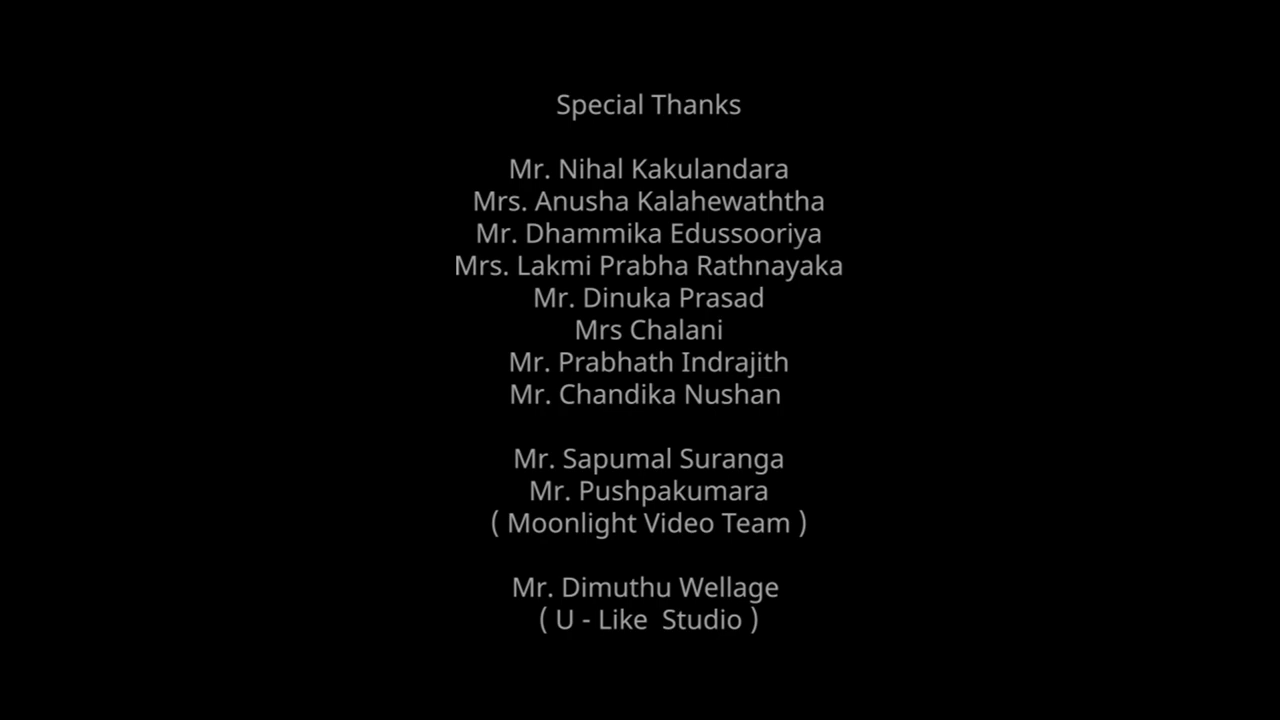 Special Thanks
Mr. Nihal Kakulandara
Mrs. Anusha Kalahewaththa
Mr. Dhammika Edussooriya
Mrs. Lakmi Prabha Rathnayaka
Mr. Dinuka Prasad
Mrs Chalani
Mr. Prabhath Indrajith
Mr. Chandika Nushan
Mr. Sapumal Suranga
Mr. Pushpakumara
( Moonlight Video Team )
Mr. Dimuthu Wellage
( U - Like  Studio )